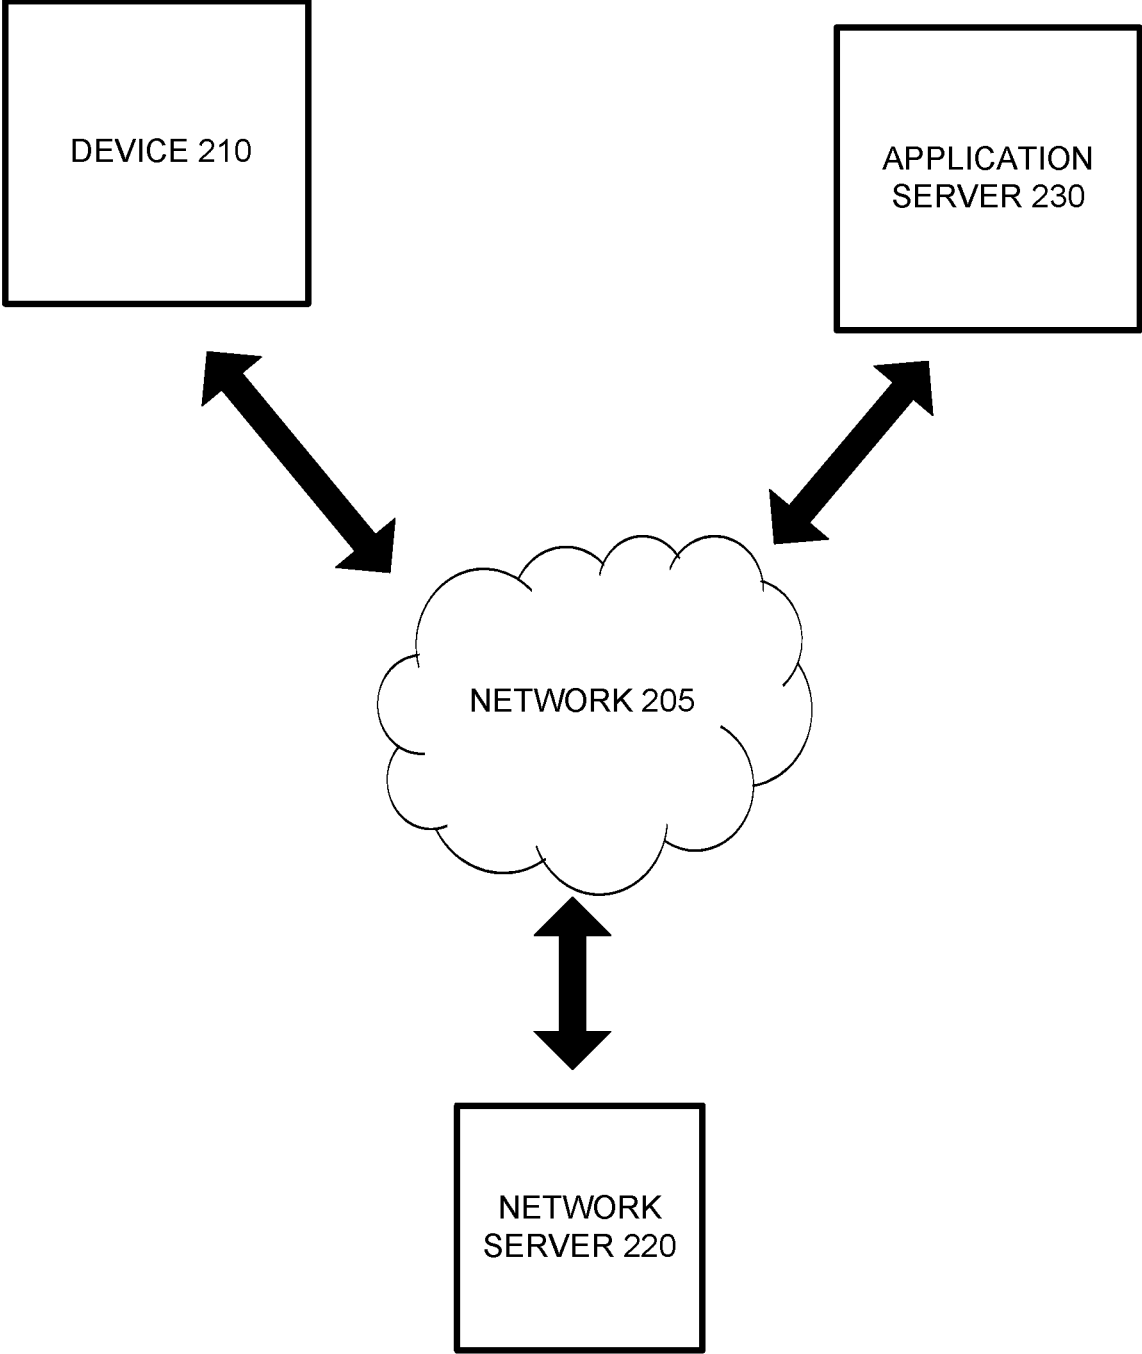 DEVICE 210
APPLICATION
SERVER 230
NETWORK 205
NETWORK
SERVER 220